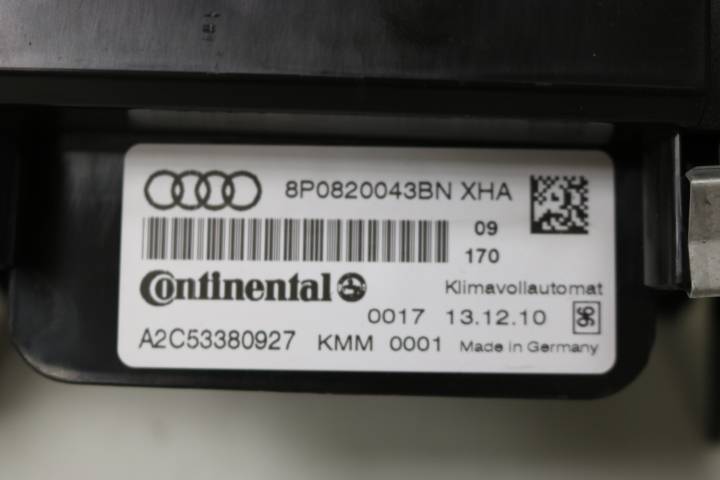 8P0820043BN XHA
09
170
Continental
Klimavollautomat
0017 13.12.10
A2C53380927 KMM 0001 Made in Germany